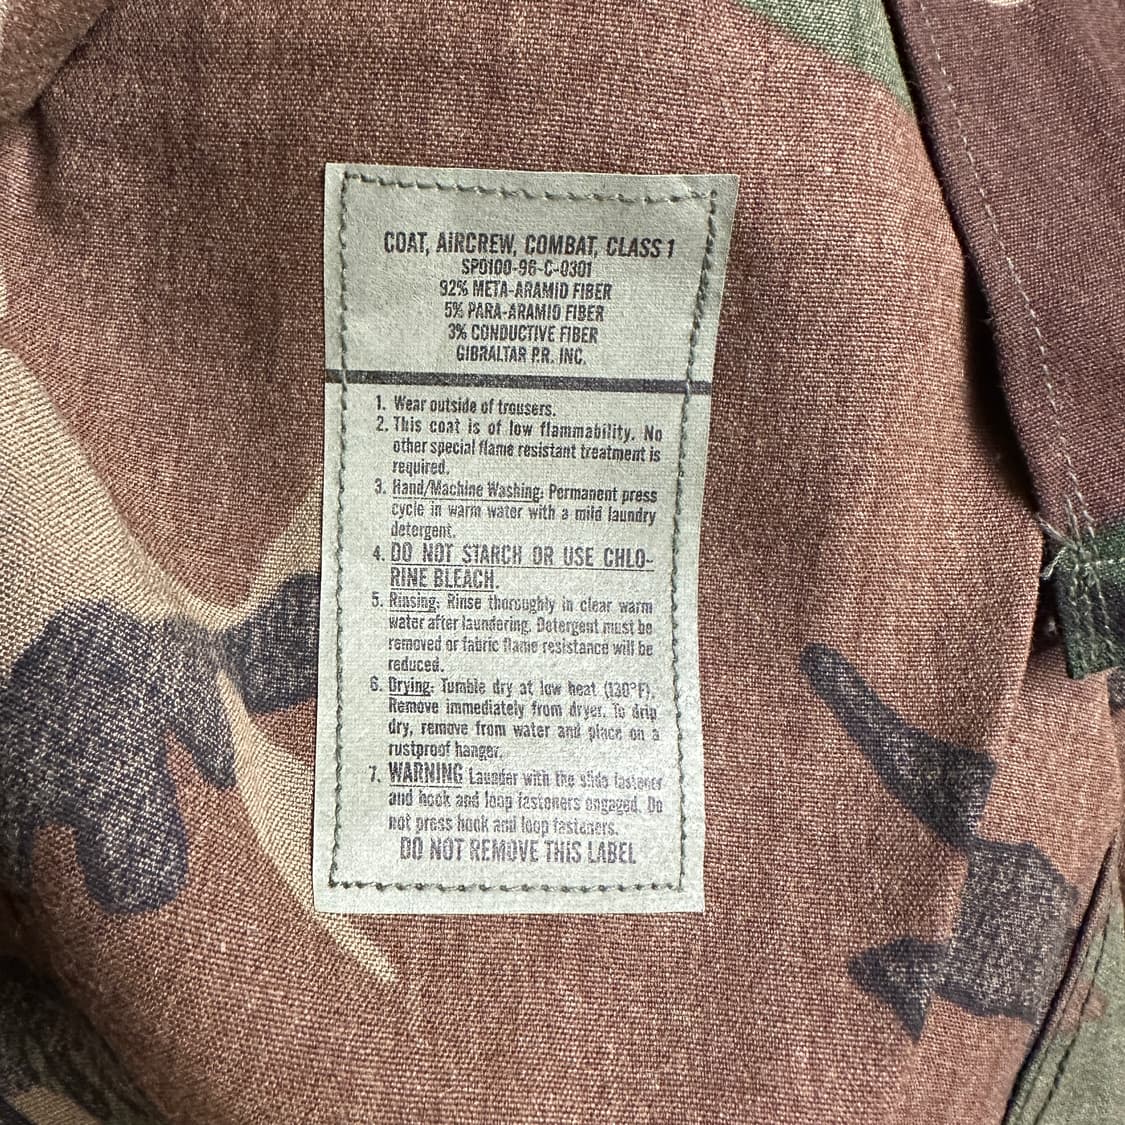 COAT, AIRCREW, COMBAT, CLASS 1
SPO100-96-C-0301
92% META-ARAMID FIBER
5% PARA-ARAMID FIBER
3% CONDUCTIVE FIBER
GIBRALTAR P.R. INC.
1. Wear outside of trousers.
2. This coat is of low flammability. No
other special flame resistant treatment is
required.
3. Hand/Machine Washing: Permanent press
cycle in warm water with a mild laundry
detergent.
4. DO NOT STARCH OR USE CHLO-
RINE BLEACH.
5. Rinsing: Rinse thoroughly in clear warm
water after laundering. Detergent must be
removed or fabric flame resistance will be
reduced.
6. Drying: Tumble dry at low heat (130°F).
Remove immediately from dryer. To drip
dry, remove from water and place on a
rustproof hanger.
7. WARNING Launder with the slide fastener
and hook and loop fasteners engaged. Do
not press hook and loop fasteners.
DO NOT REMOVE THIS LABEL